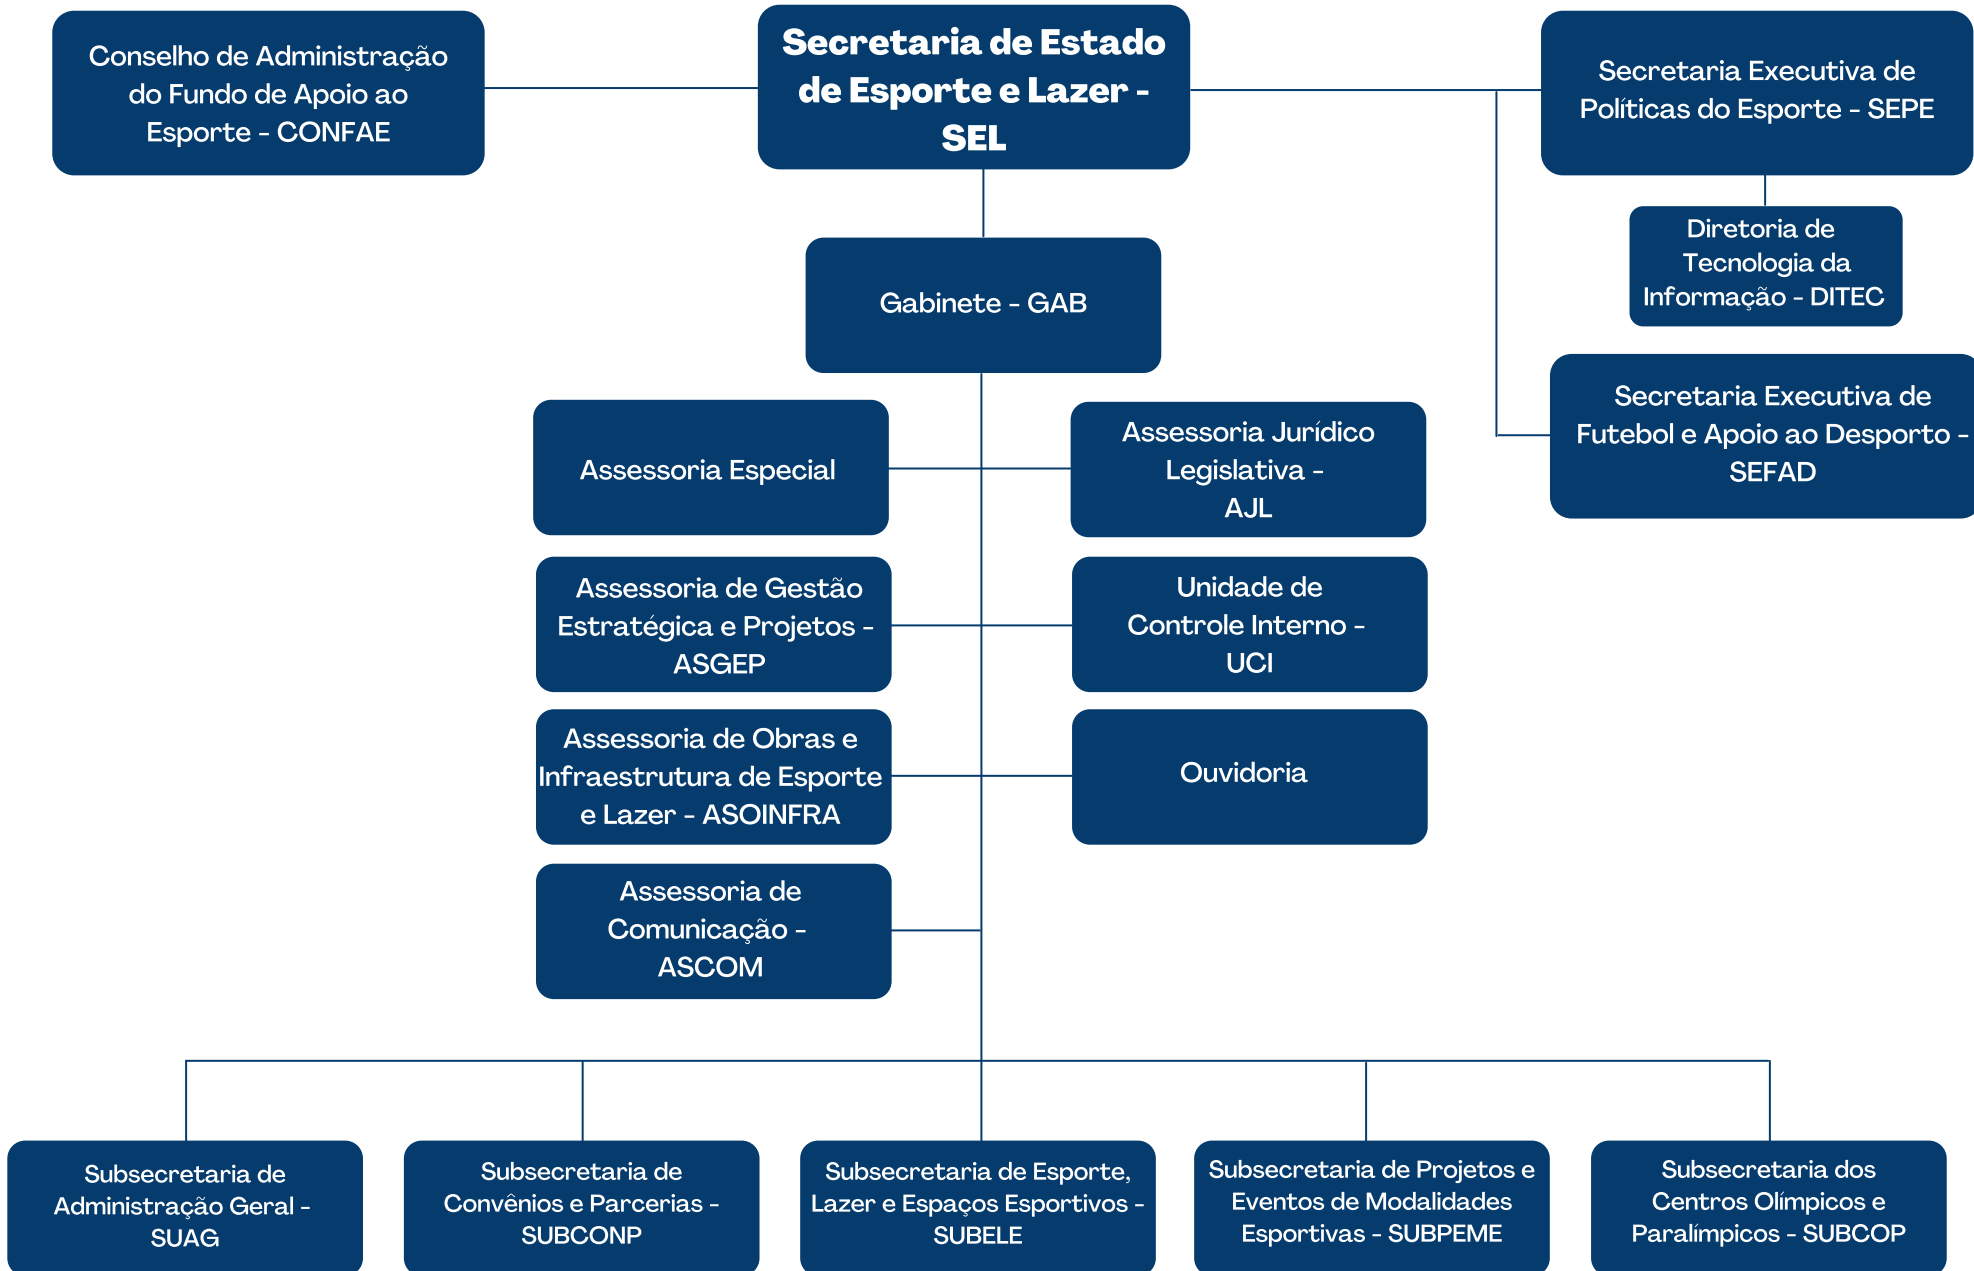 Conselho de Administração
do Fundo de Apoio ao
Esporte - CONFAE
Secretaria de Estado
de Esporte e Lazer -
SEL
Secretaria Executiva de
Políticas do Esporte - SEPE
Diretoria de
Tecnologia da
Informação - DITEC
Gabinete - GAB
Secretaria Executiva de
Futebol e Apoio ao Desporto -
SEFAD
Assessoria Especial
Assessoria Jurídico
Legislativa -
AJL
Assessoria de Gestão
Estratégica e Projetos -
ASGEP
Unidade de
Controle Interno -
UCI
Assessoria de Obras e
Infraestrutura de Esporte
e Lazer - ASOINFRA
Ouvidoria
Assessoria de
Comunicação -
ASCOM
Subsecretaria de
Administração Geral -
SUAG
Subsecretaria de
Convênios e Parcerias -
SUBCONP
Subsecretaria de Esporte,
Lazer e Espaços Esportivos -
SUBELE
Subsecretaria de Projetos e
Eventos de Modalidades
Esportivas - SUBPEME
Subsecretaria dos
Centros Olímpicos e
Paralímpicos - SUBCOP